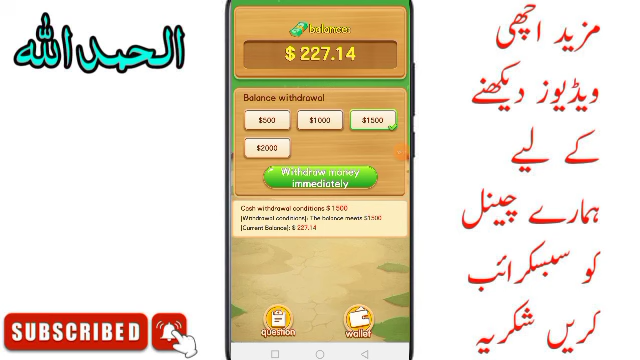 الحمدالله
balance:
$ 227.14
Balance withdrawal
$500
$1000
$1500
$2000
Withdraw money
immediately
Cash withdrawal conditions $1500
[Withdrawal conditions]: The balance meets $1500
[Current Balance]: $ 227.14
question
wallet
SUBSCRIBED
مزید اچھی
ویڈیوز دیکھنے
کے لیے
ہمارے چینل
کو سبسکرائب
کریں شکریہ